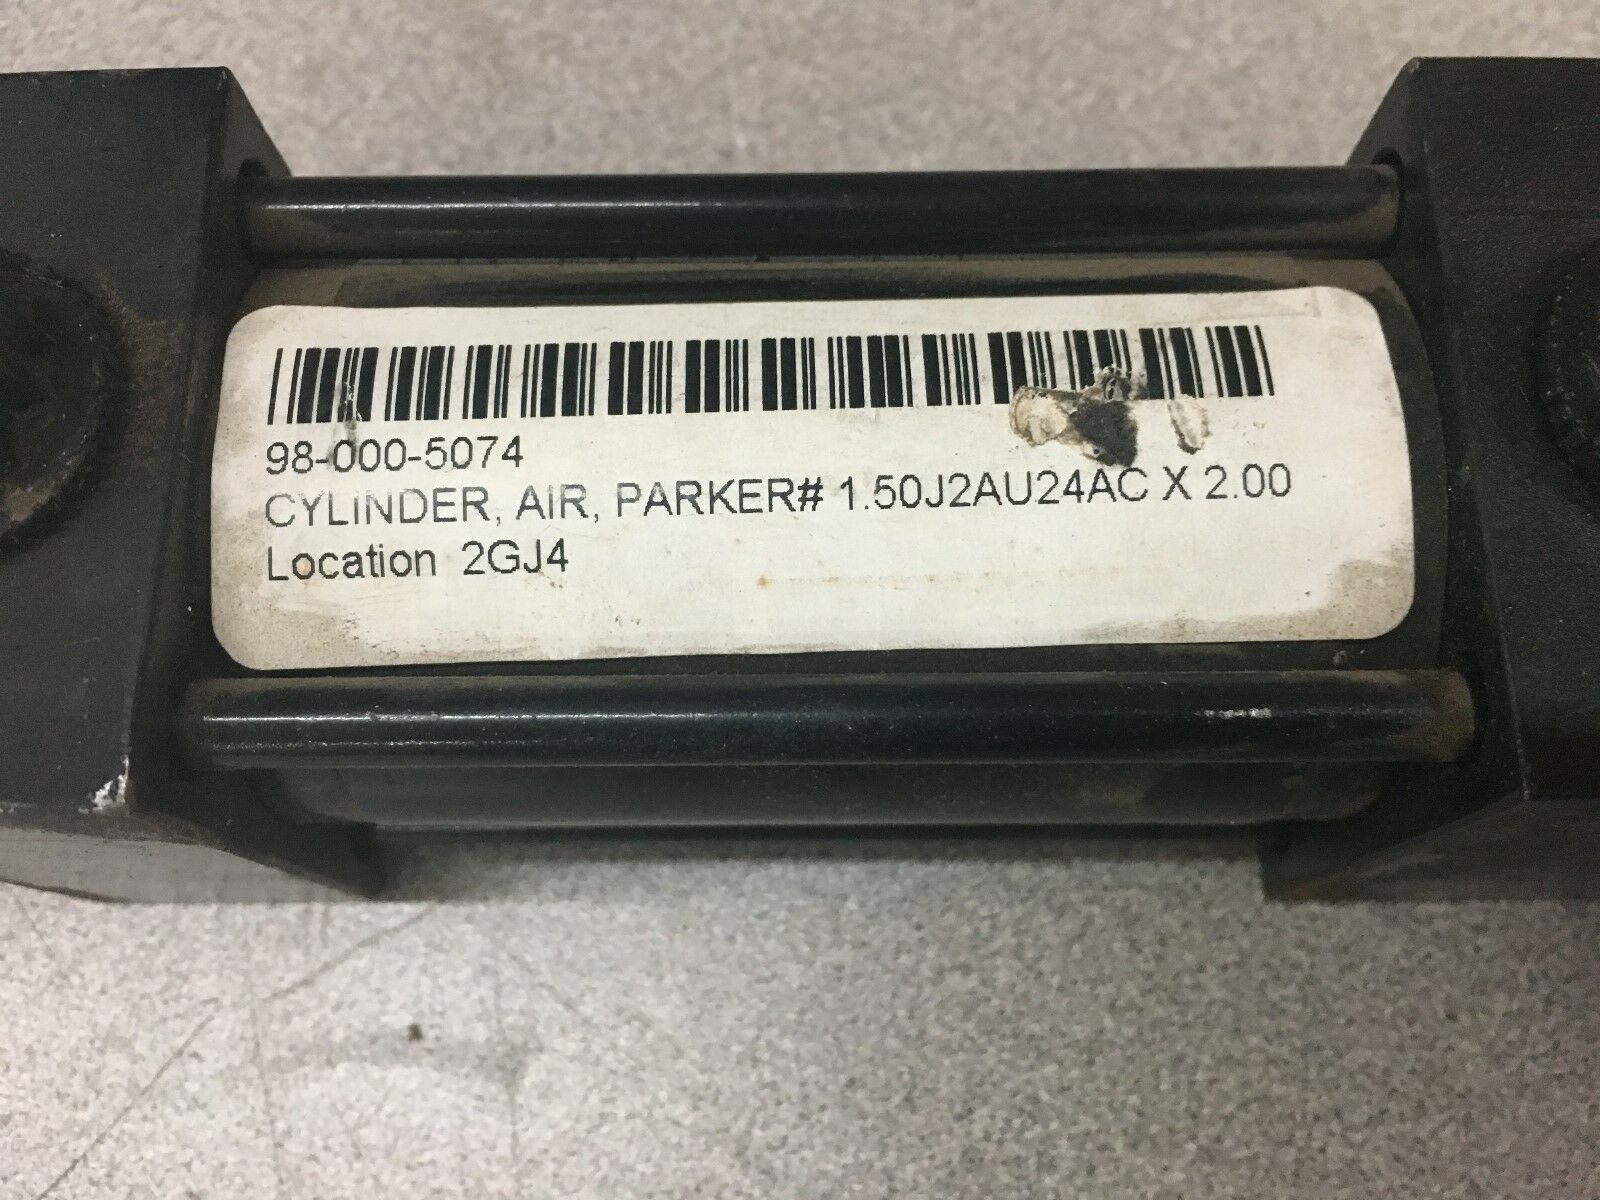 98-000-5074
CYLINDER, AIR, PARKER# 1.50J2AU24AC X 2.00
Location 2GJ4